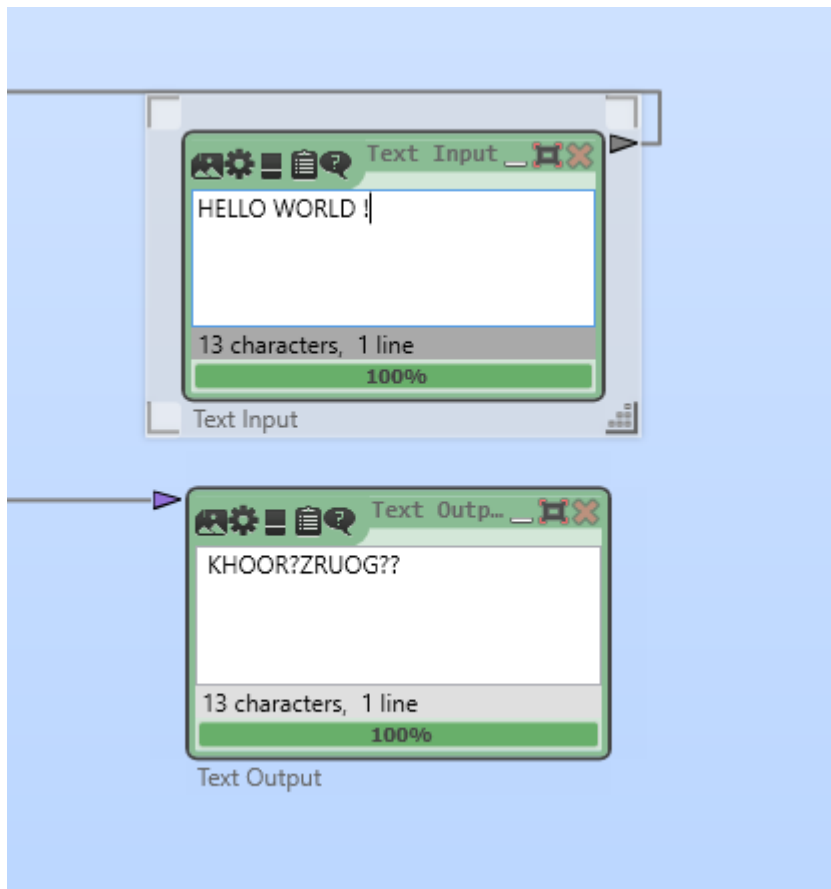 Text Input
HELLO WORLD !
13 characters, 1 line
100%
Text Input
Text Outp…
KHOOR?ZRUOG??
13 characters, 1 line
100%
Text Output